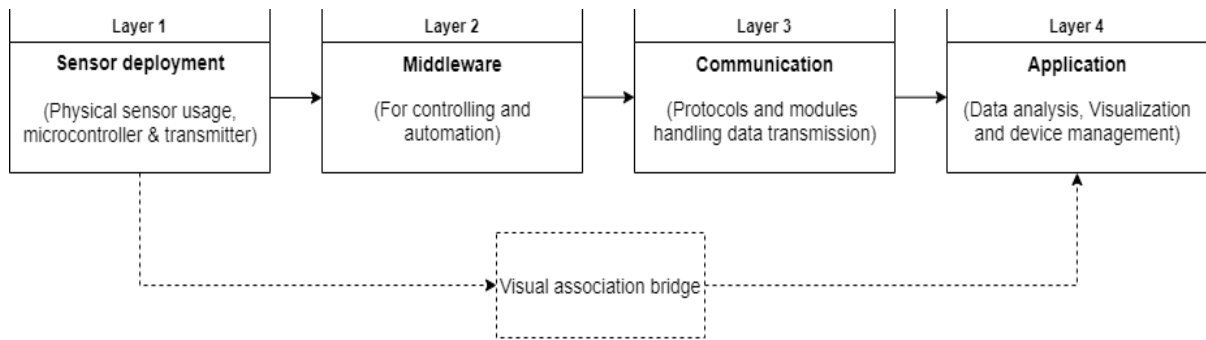 Layer 1
Sensor deployment
(Physical sensor usage,
microcontroller & transmitter)
Layer 2
Middleware
(For controlling and
automation)
Layer 3
Communication
(Protocols and modules
handling data transmission)
Layer 4
Application
(Data analysis, Visualization
and device management)
Visual association bridge